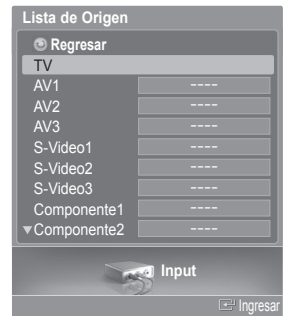 Lista de Origen
Regresar
TV
AV1 ----
AV2 ----
AV3 ----
S-Video1 ----
S-Video2 ----
S-Video3 ----
Componente1 ----
▼Componente2 ----
Input
Ingresar